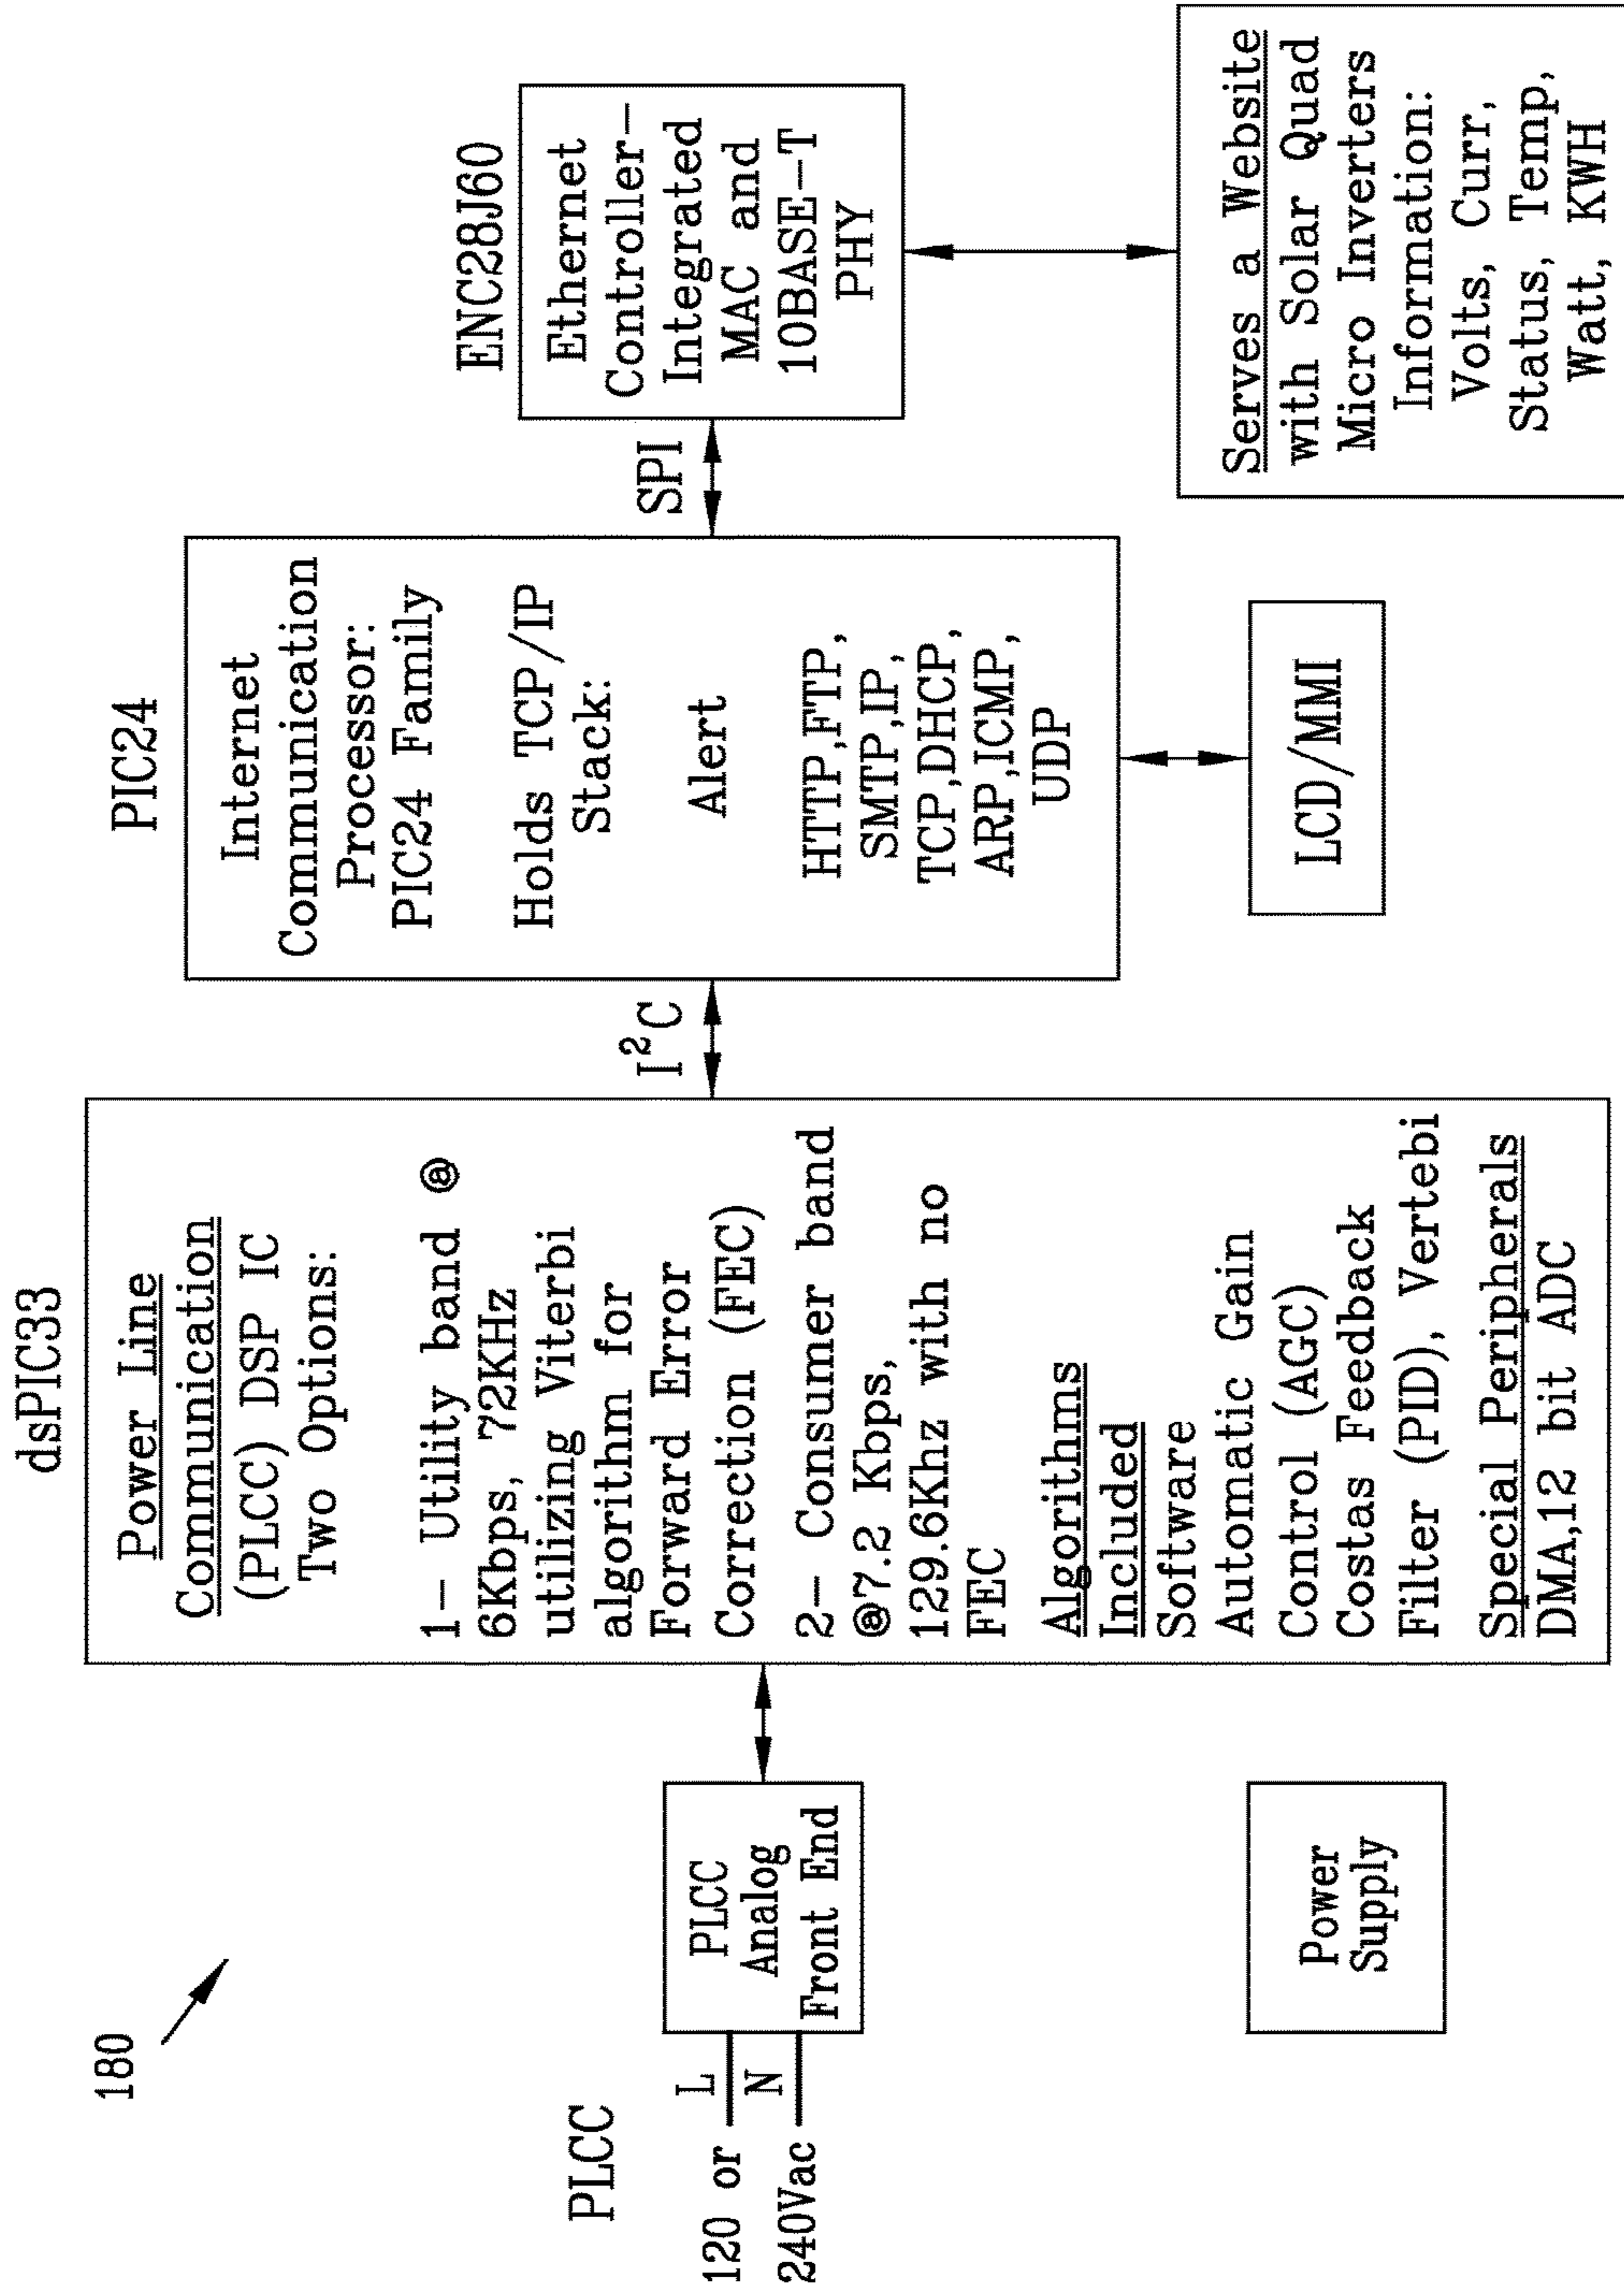 180
PLCC
120 or
240Vac
L
N
PLCC
Analog
Front End
Power
Supply
dsPIC33
Power Line
Communication
(PLCC) DSP IC
Two Options:
1- Utility band @
6Kbps, 72KHz
utilizing Viterbi
algorithm for
Forward Error
Correction (FEC)
2- Consumer band
@7.2 Kbps,
129.6Khz with no
FEC
Algorithms
Included
Software
Automatic Gain
Control (AGC)
Costas Feedback
Filter (PID), Vertebi
Special Peripherals
DMA,12 bit ADC
I²C
PIC24
Internet
Communication
Processor:
PIC24 Family
Holds TCP/IP
Stack:
Alert
HTTP,FTP,
SMTP,IP,
TCP,DHCP,
ARP,ICMP,
UDP
LCD/MMI
SPI
ENC28J60
Ethernet
Controller-
Integrated
MAC and
10BASE-T
PHY
Serves a Website
with Solar Quad
Micro Inverters
Information:
Volts, Curr,
Status, Temp,
Watt, KWH